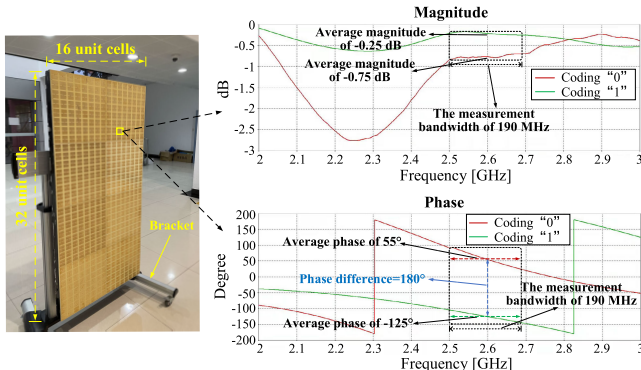 16 unit cells
32 unit cells
Bracket
Magnitude
0
-0.5
-1
-1.5
-2
-2.5
-3
dB
Average magnitude
of -0.25 dB
Average magnitude
of -0.75 dB
Coding “0”
Coding “1”
The measurement
bandwidth of 190 MHz
2 2.1 2.2 2.3 2.4 2.5 2.6 2.7 2.8 2.9 3
Frequency [GHz]
Phase
200
150
100
50
0
-50
-100
-150
-200
Degree
Coding “0”
Coding “1”
Average phase of 55°
Phase difference=180°
The measurement
bandwidth of 190 MHz
Average phase of -125°
2 2.1 2.2 2.3 2.4 2.5 2.6 2.7 2.8 2.9 3
Frequency [GHz]